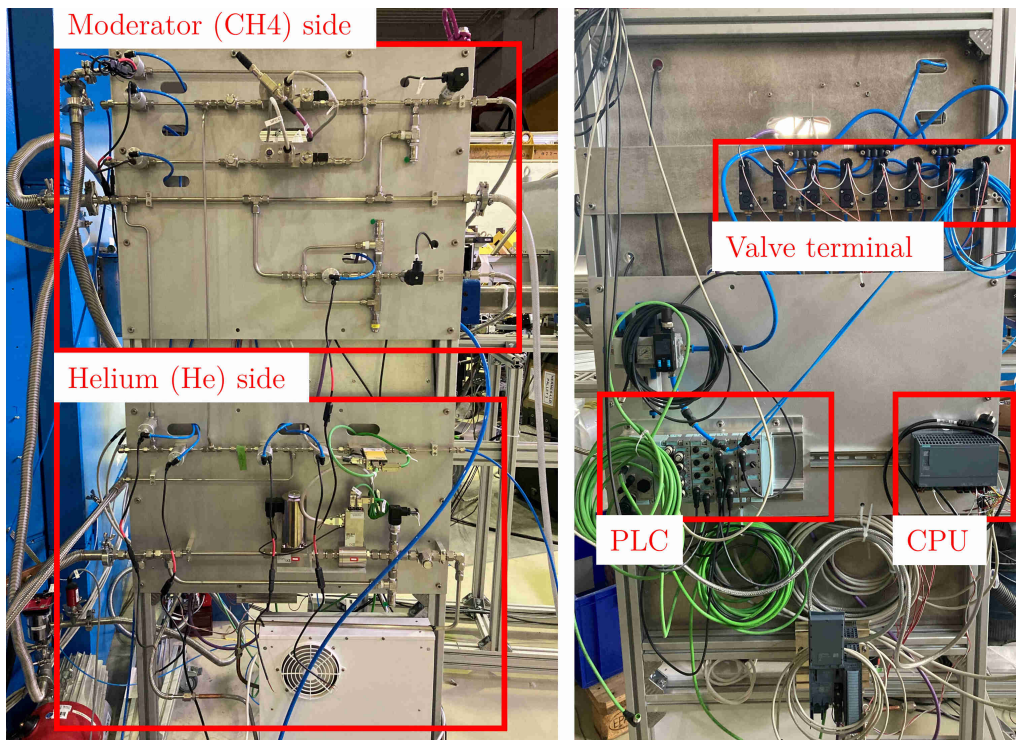 Moderator (CH4) side
Helium (He) side
Valve terminal
PLC
CPU